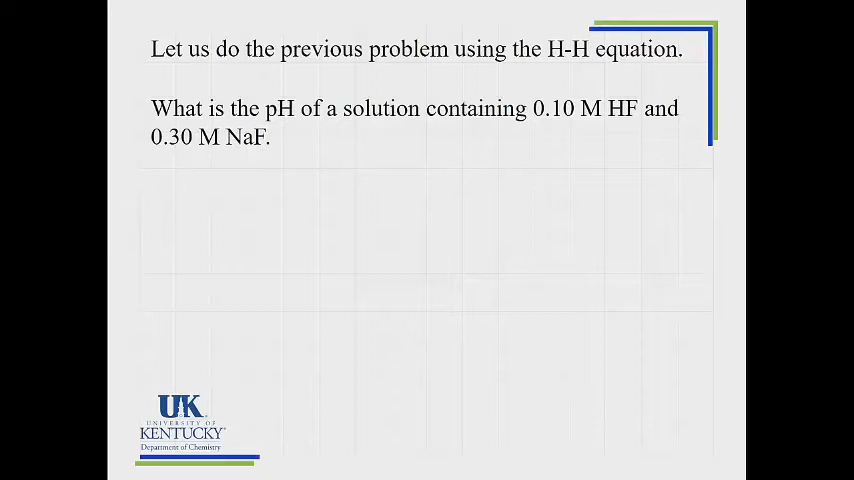 Let us do the previous problem using the H-H equation.
What is the pH of a solution containing 0.10 M HF and
0.30 M NaF.
UK
UNIVERSITY OF
KENTUCKY®
Department of Chemistry